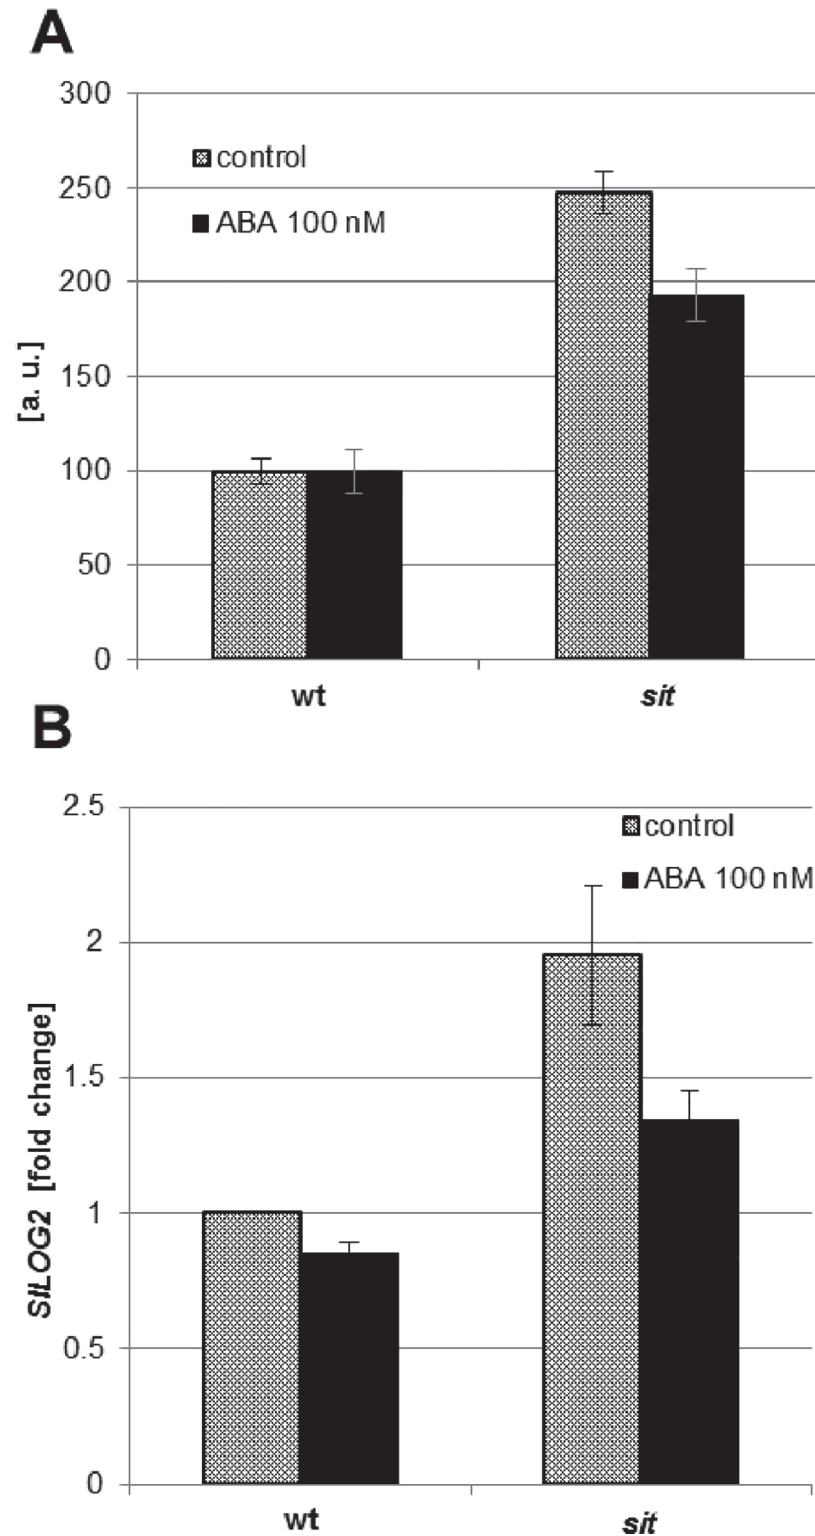 A
300
control
250
ABA 100 nM
200
[a. u.]
150
100
50
0
wt
sit
B
2.5
control
ABA 100 nM
2
SlLOG2 [fold change]
1.5
1
0.5
0
wt
sit